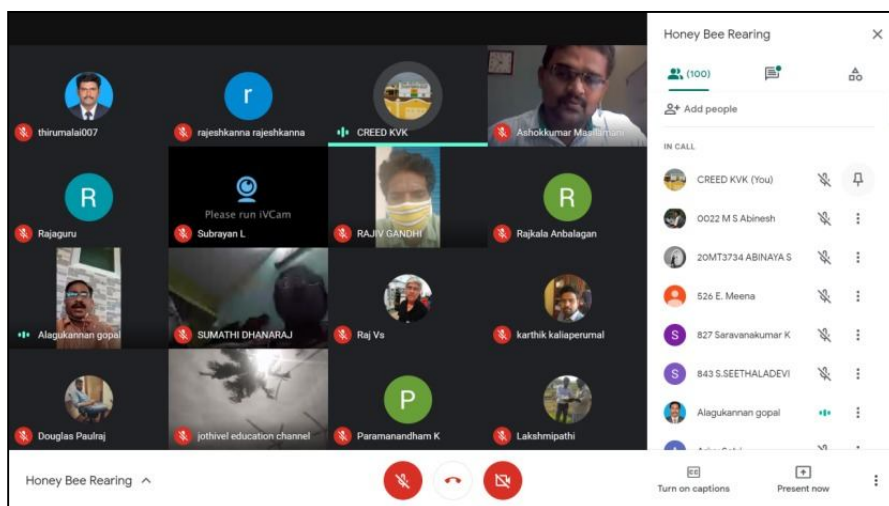 Honey Bee Rearing
(100)
Add people
IN CALL
CREED KVK (You)
0022 M S Abinesh
20MT3734 ABINAYA S
526 E. Meena
S 827 Saravanakumar K
S 843 S.SEETHALADEVI
Alagukannan gopal
thirumalai007
r
rajeshkanna rajeshkanna
CREED KVK
Ashokkumar Masilamani
R
Rajaguru
Please run iVCam
Subrayan L
RAJIV GANDHI
R
Rajkala Anbalagan
Alagukannan gopal
SUMATHI DHANARAJ
Raj Vs
karthik kaliaperumal
Douglas Paulraj
jothivel education channel
P
Paramanandham K
Lakshmipathi
Honey Bee Rearing
CC
Turn on captions
Present now